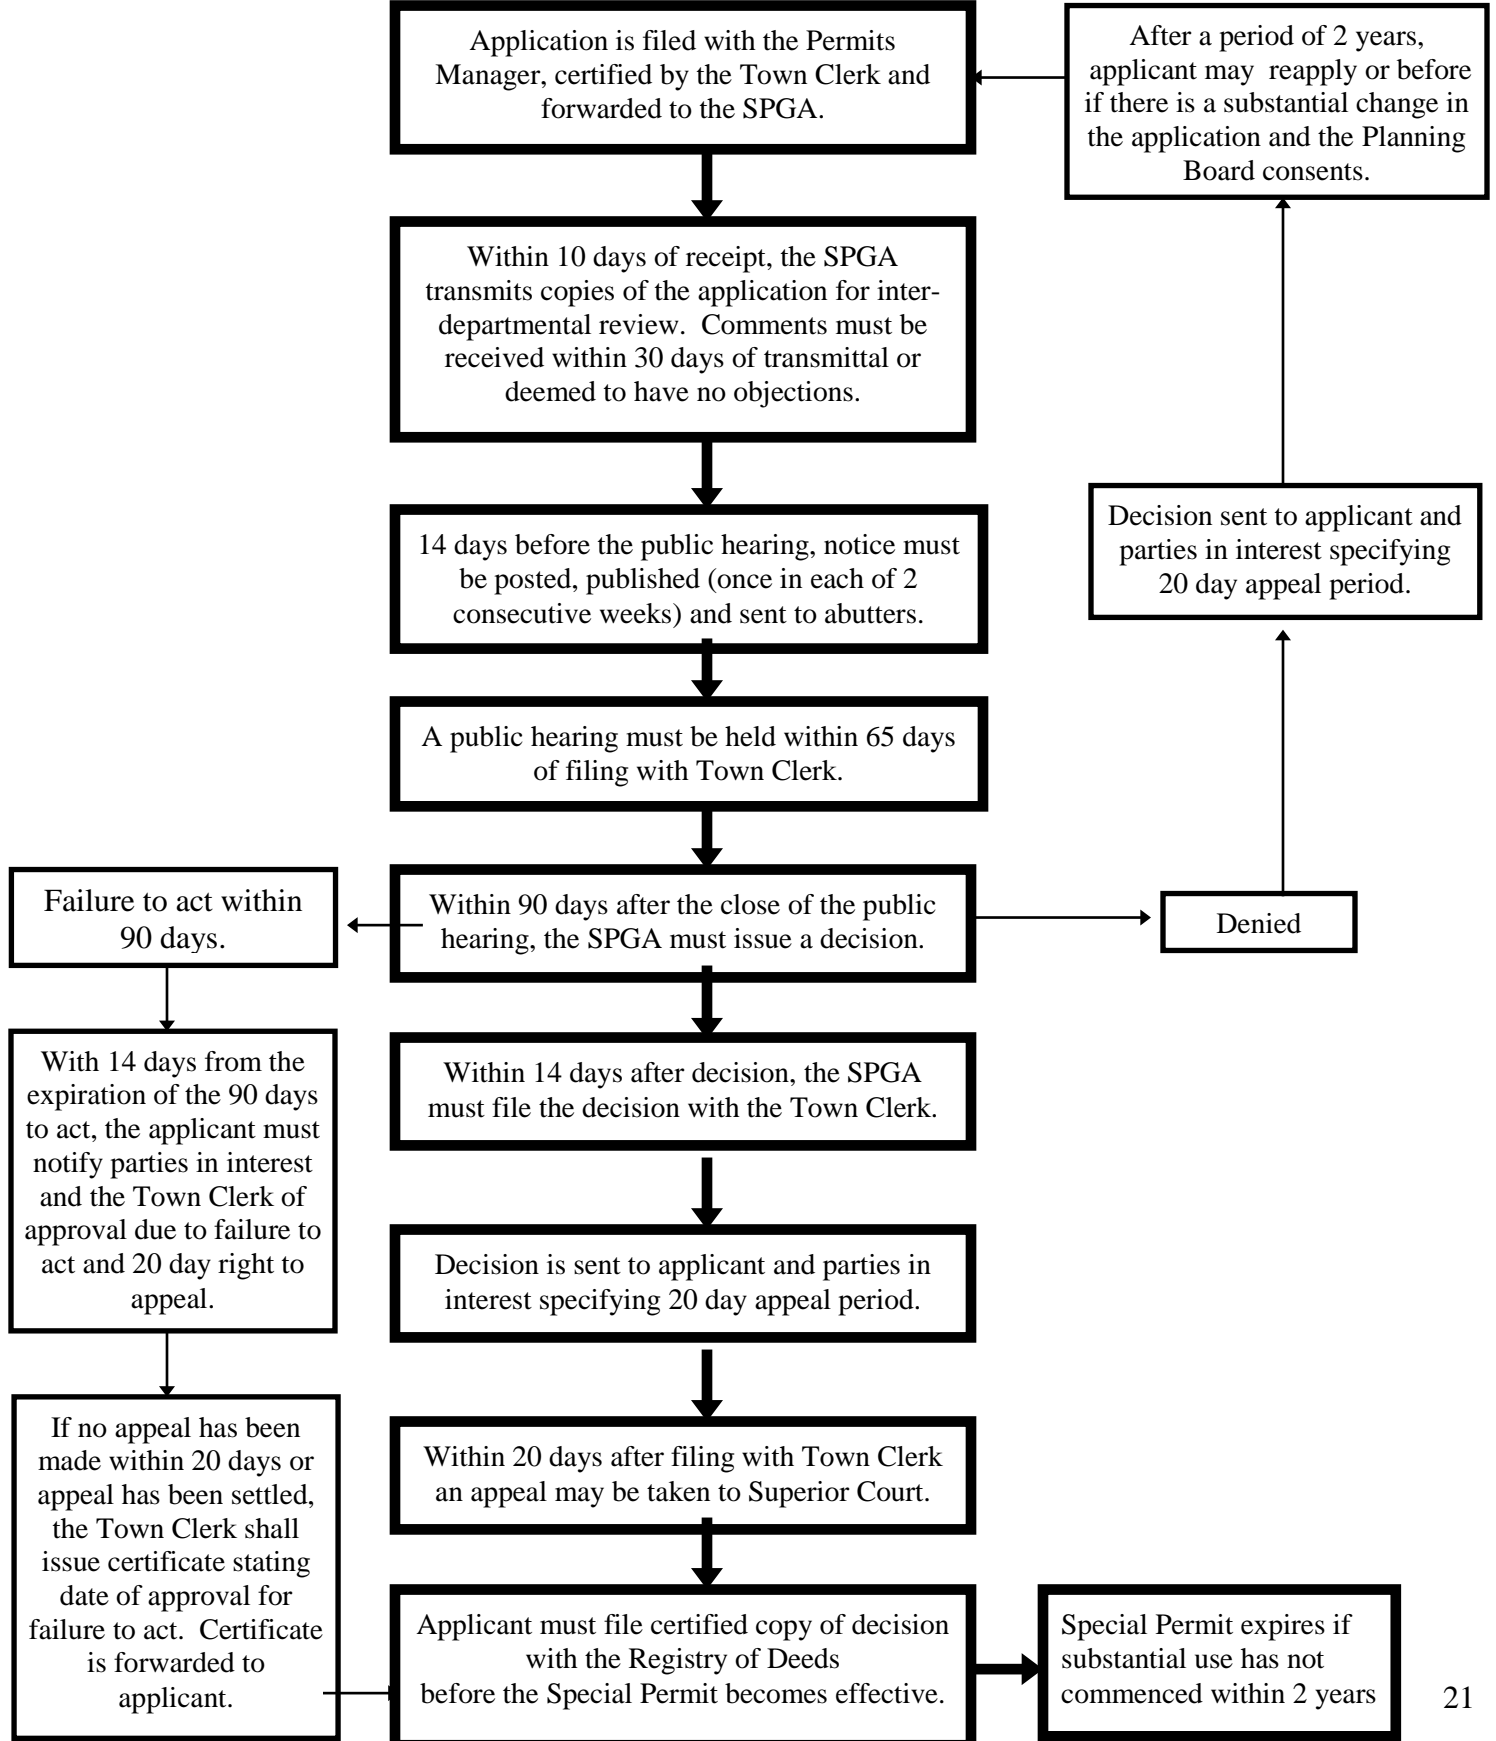 Application is filed with the Permits
Manager, certified by the Town Clerk and
forwarded to the SPGA.
After a period of 2 years,
applicant may reapply or before
if there is a substantial change in
the application and the Planning
Board consents.
Within 10 days of receipt, the SPGA
transmits copies of the application for inter-
departmental review. Comments must be
received within 30 days of transmittal or
deemed to have no objections.
14 days before the public hearing, notice must
be posted, published (once in each of 2
consecutive weeks) and sent to abutters.
Decision sent to applicant and
parties in interest specifying
20 day appeal period.
A public hearing must be held within 65 days
of filing with Town Clerk.
Failure to act within
90 days.
Within 90 days after the close of the public
hearing, the SPGA must issue a decision.
Denied
With 14 days from the
expiration of the 90 days
to act, the applicant must
notify parties in interest
and the Town Clerk of
approval due to failure to
act and 20 day right to
appeal.
Within 14 days after decision, the SPGA
must file the decision with the Town Clerk.
Decision is sent to applicant and parties in
interest specifying 20 day appeal period.
If no appeal has been
made within 20 days or
appeal has been settled,
the Town Clerk shall
issue certificate stating
date of approval for
failure to act. Certificate
is forwarded to
applicant.
Within 20 days after filing with Town Clerk
an appeal may be taken to Superior Court.
Applicant must file certified copy of decision
with the Registry of Deeds
before the Special Permit becomes effective.
Special Permit expires if
substantial use has not
commenced within 2 years
21